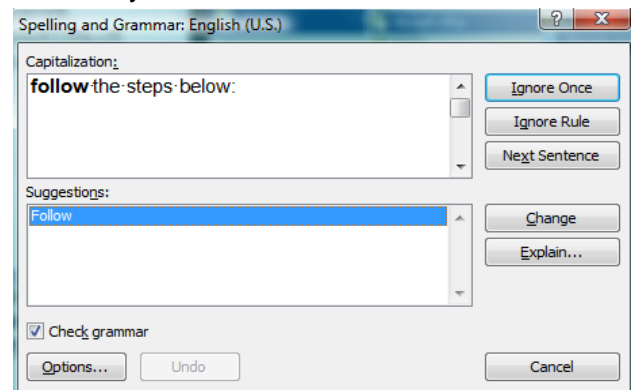 Spelling and Grammar: English (U.S.)
Capitalization:
follow·the·steps·below:
Ignore Once
Ignore Rule
Next Sentence
Suggestions:
Follow
Change
Explain...
Check grammar
Options...
Undo
Cancel